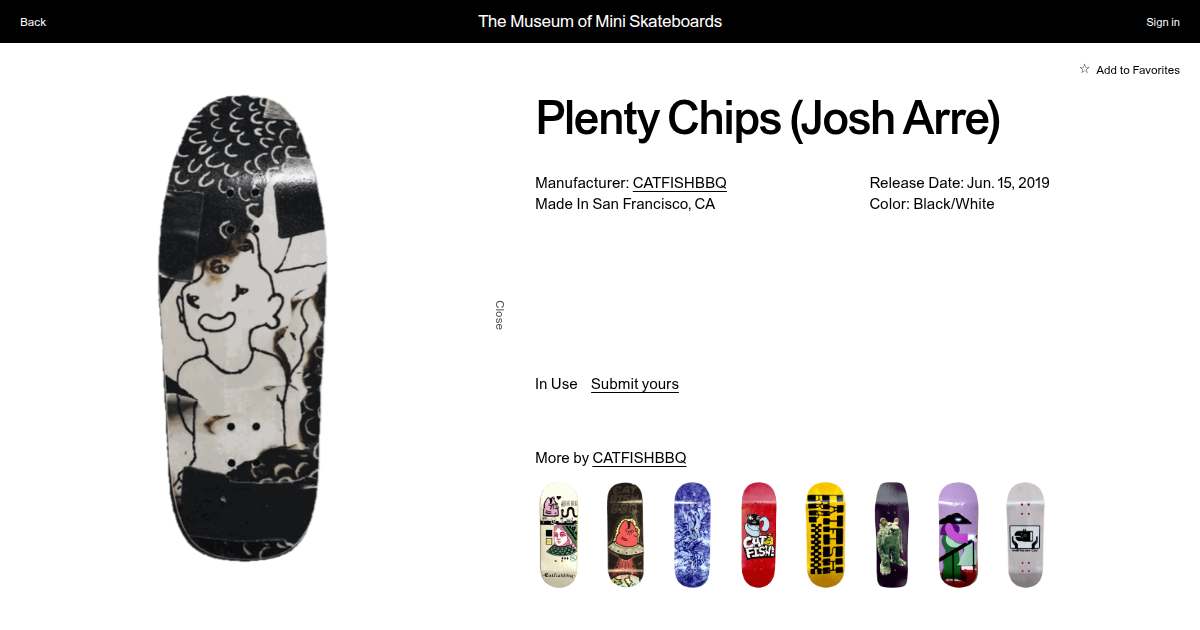 Back
The Museum of Mini Skateboards
Sign in
☆ Add to Favorites
Plenty Chips (Josh Arre)
Manufacturer: CATFISHBBQ
Made In San Francisco, CA
Release Date: Jun. 15, 2019
Color: Black/White
Close
In Use Submit yours
More by CATFISHBBQ
Catfishbbq
CAT
FISH!